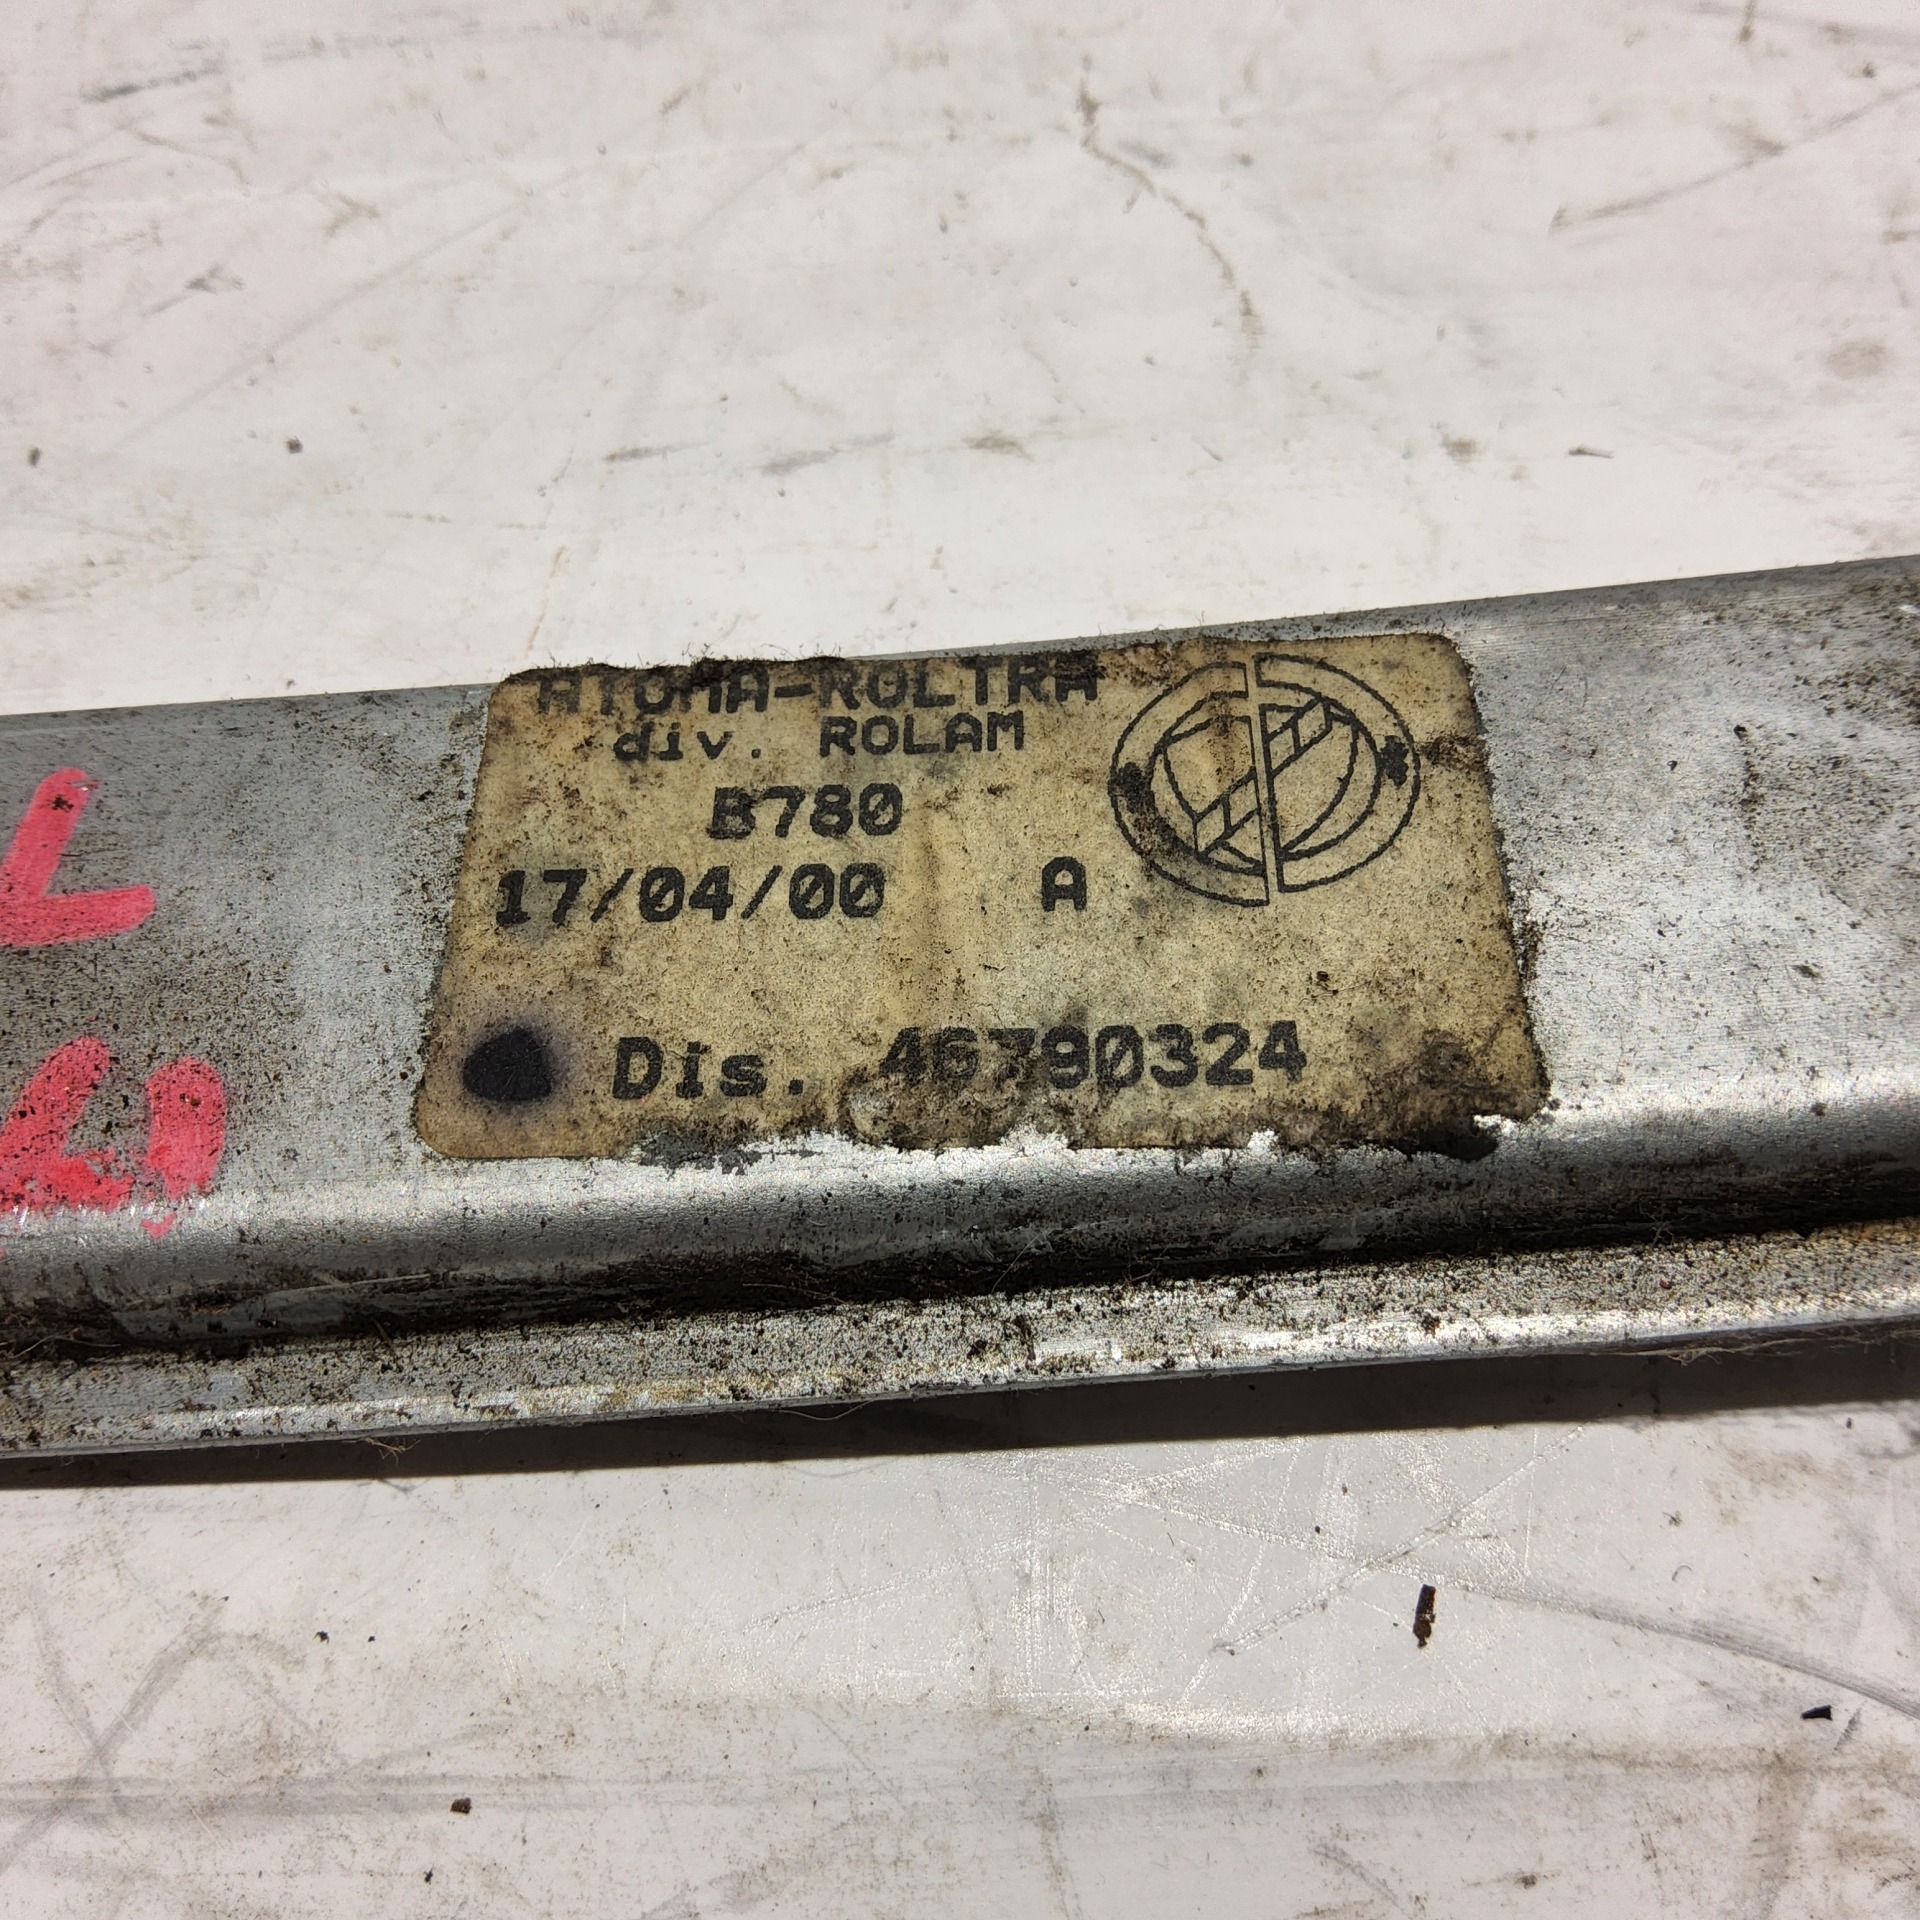 ATOMA-ROLTRA
div. ROLAM
B780
17/04/00 A
Dis. 46790324
L